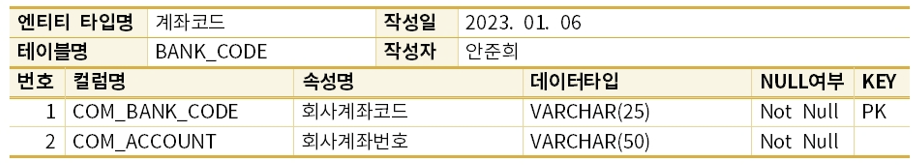 엔티티 타입명 계좌코드 작성일 2023. 01. 06
테이블명 BANK_CODE 작성자 안준희
번호 컬럼명 속성명 데이터타입 NULL여부 KEY
1 COM_BANK_CODE 회사계좌코드 VARCHAR(25) Not Null PK
2 COM_ACCOUNT 회사계좌번호 VARCHAR(50) Not Null